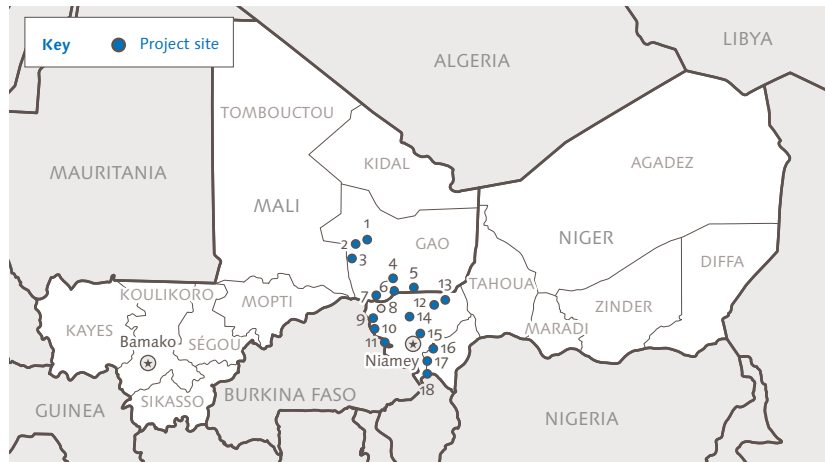 Key Project site
LIBYA
ALGERIA
TOMBOUCTOU
KIDAL
AGADEZ
MAURITANIA
MALI
1
2
GAO
NIGER
3
DIFFA
4
5
6
TAHOUA
13
7
KOULIKORO
MOPTI
12
8
ZINDER
9
14
KAYES
10
MARADI
15
Bamako
SÉGOU
11
16
Niamey
17
18
SIKASSO
BURKINA FASO
GUINEA
NIGERIA